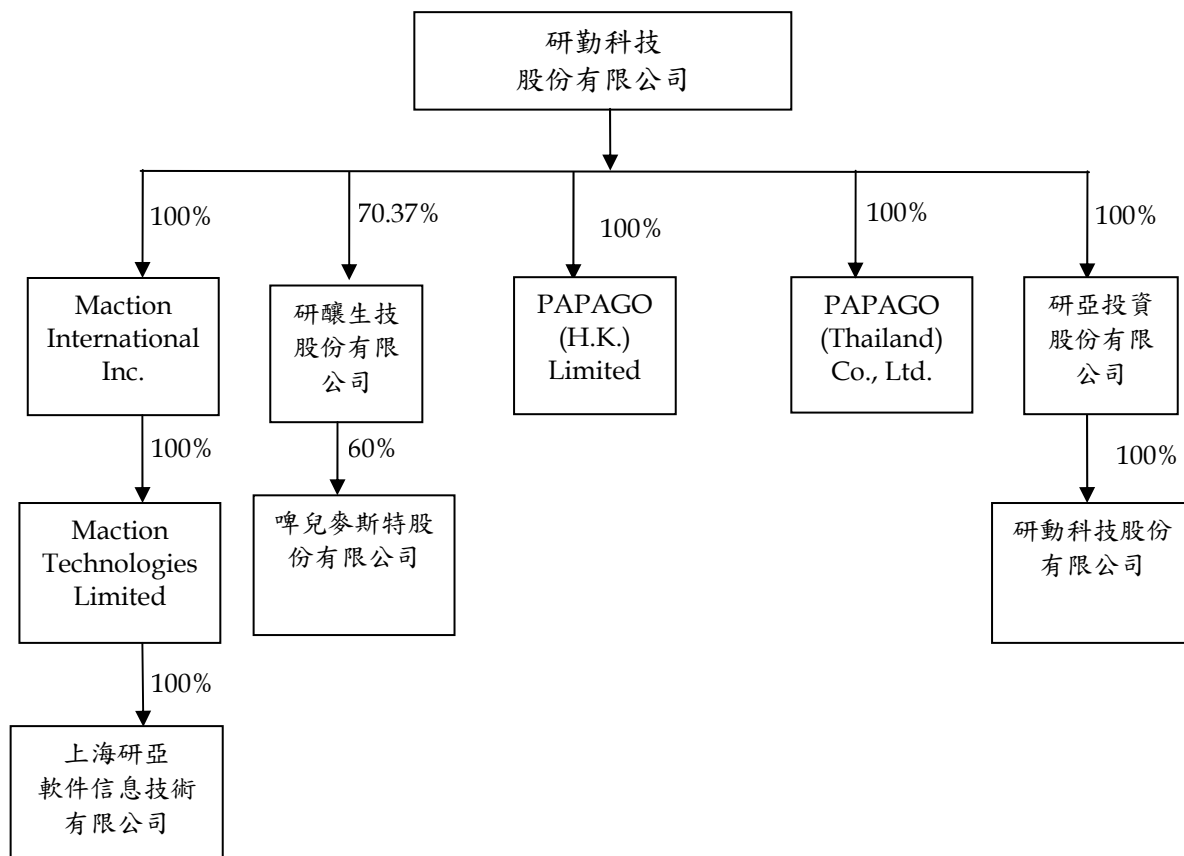 研勤科技
股份有限公司
100%
70.37%
100%
100%
100%
Maction
International
Inc.
研釀生技
股份有限
公司
PAPAGO
(H.K.)
Limited
PAPAGO
(Thailand)
Co., Ltd.
研亞投資
股份有限
公司
100%
60%
100%
Maction
Technologies
Limited
啤兒麥斯特股
份有限公司
研動科技股份
有限公司
100%
上海研亞
軟件信息技術
有限公司